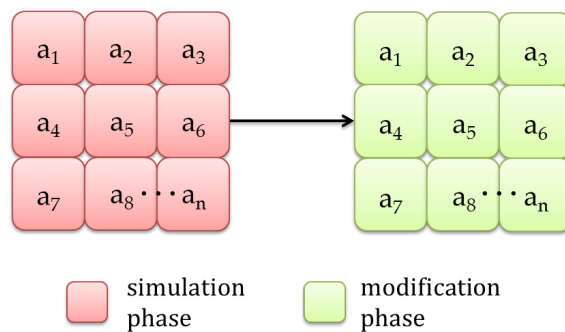 a₁ a₂ a₃ a₁ a₂ a₃
a₄ a₅ a₆ a₄ a₅ a₆
a₇ a₈ ... aₙ a₇ a₈ ... aₙ
simulation
phase
modification
phase